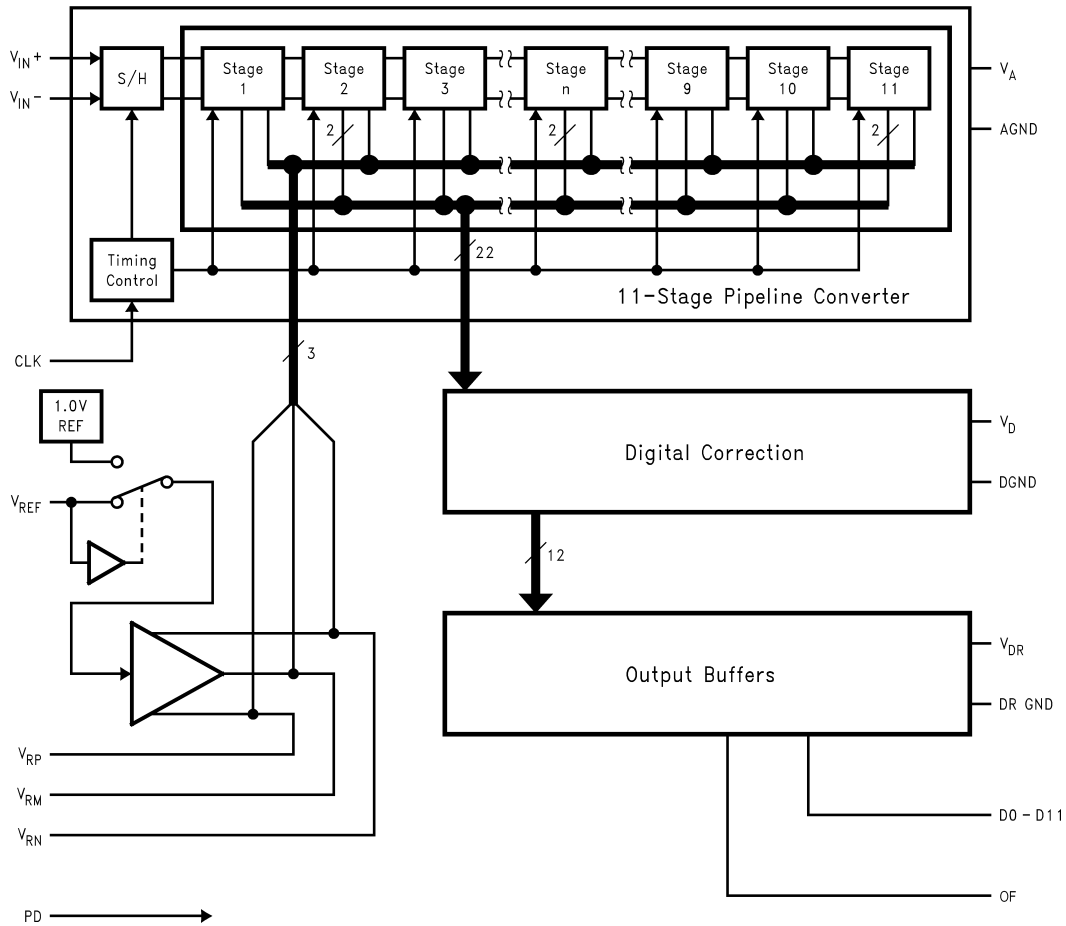 V_IN+
V_IN−
S/H
Stage
1
Stage
2
Stage
3
Stage
n
Stage
9
Stage
10
Stage
11
V_A
AGND
2
2
2
Timing
Control
22
11-Stage Pipeline Converter
CLK
3
1.0V
REF
V_REF
Digital Correction
V_D
DGND
12
Output Buffers
V_DR
DR GND
V_RP
V_RM
V_RN
D0 – D11
OF
PD